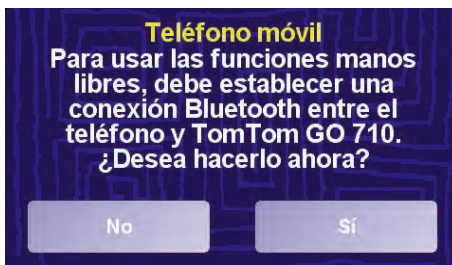 Teléfono móvil
Para usar las funciones manos
libres, debe establecer una
conexión Bluetooth entre el
teléfono y TomTom GO 710.
¿Desea hacerlo ahora?
No Sí